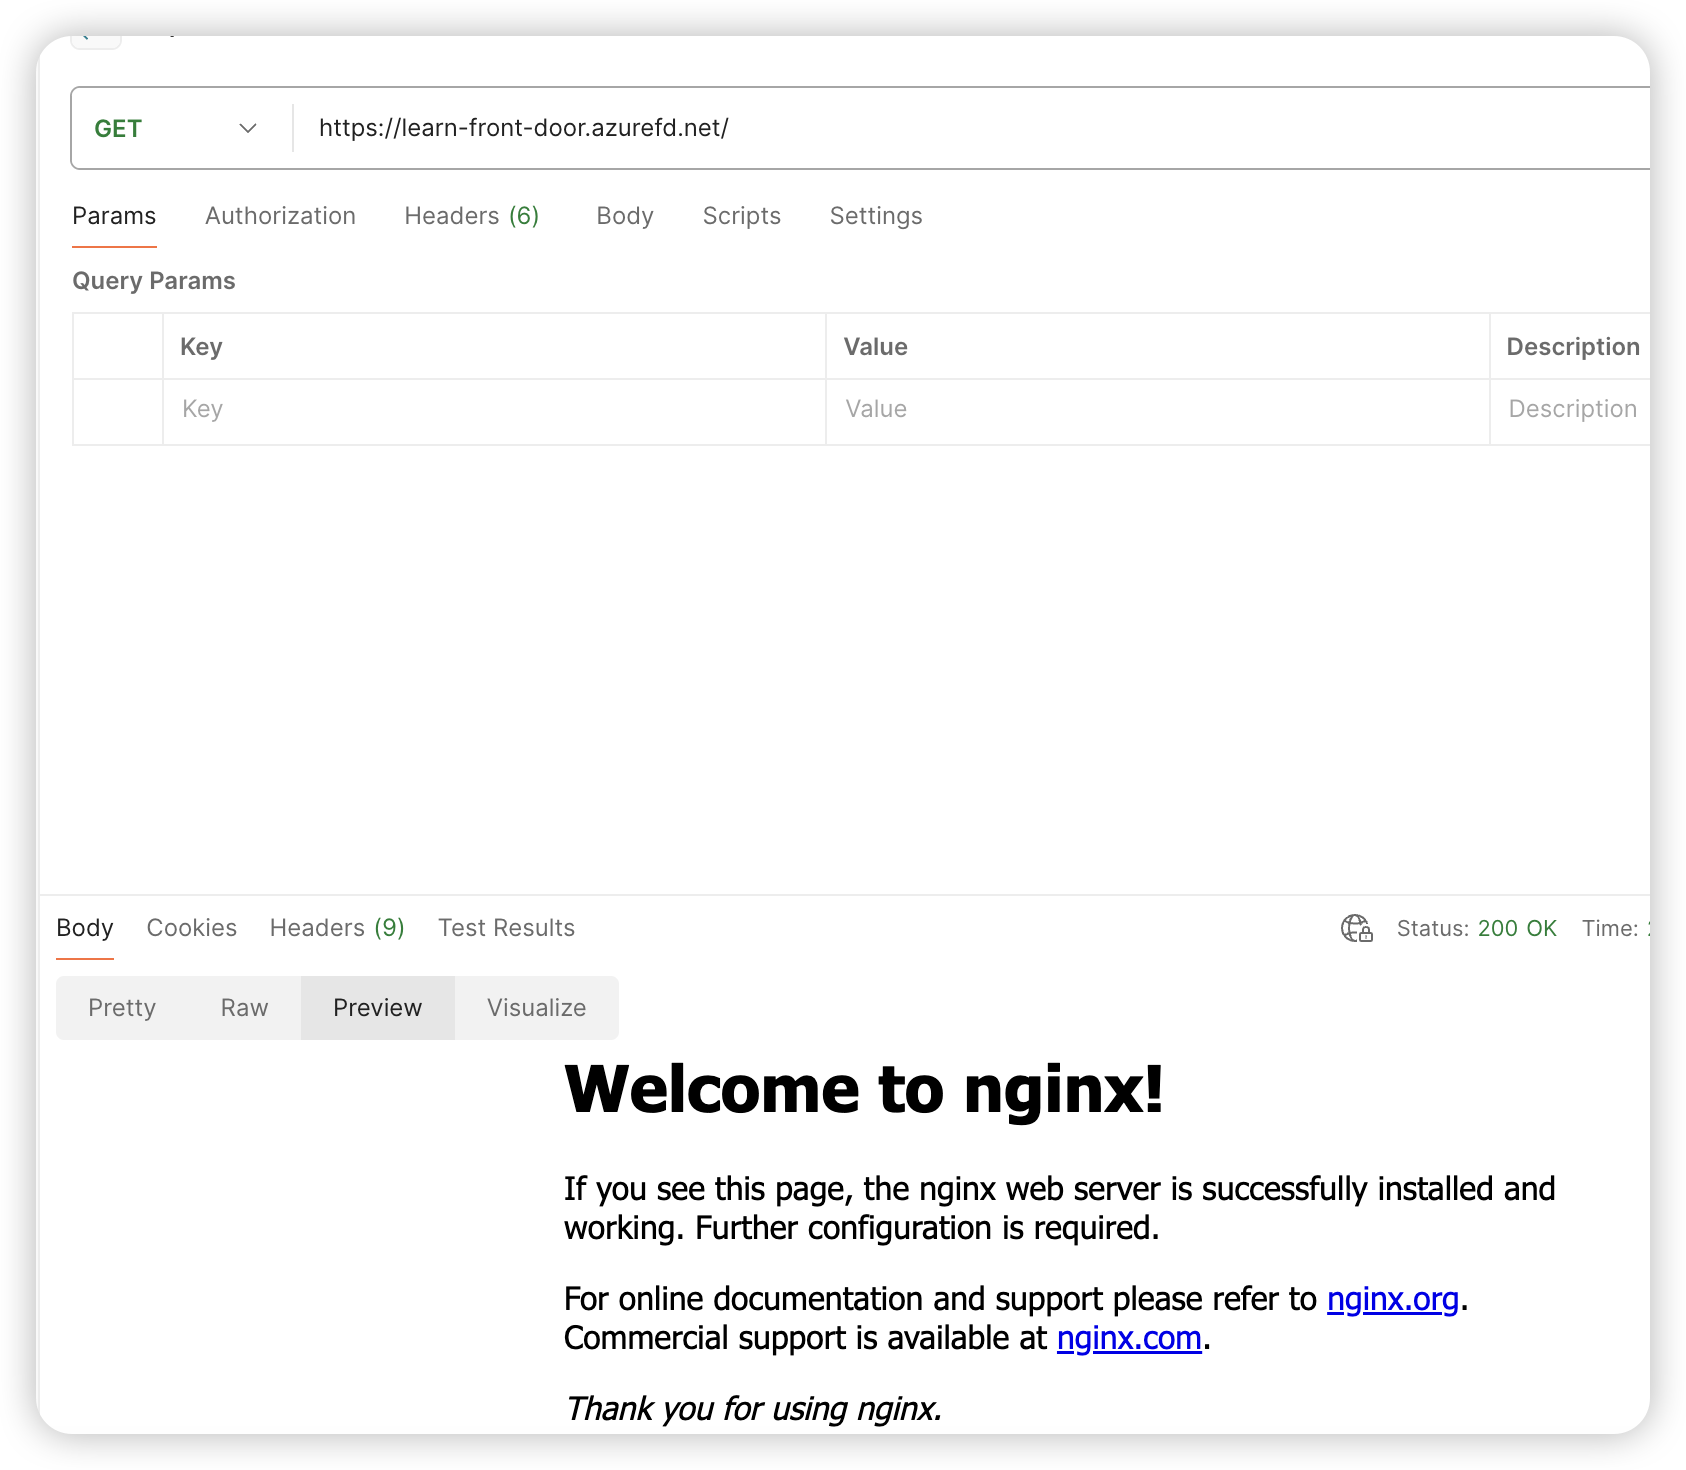 GET
https://learn-front-door.azurefd.net/
Params Authorization Headers (6) Body Scripts Settings
Query Params
Key Value Description
Key Value Description
Body Cookies Headers (9) Test Results Status: 200 OK Time:
Pretty Raw Preview Visualize
Welcome to nginx!
If you see this page, the nginx web server is successfully installed and
working. Further configuration is required.
For online documentation and support please refer to nginx.org.
Commercial support is available at nginx.com.
Thank you for using nginx.